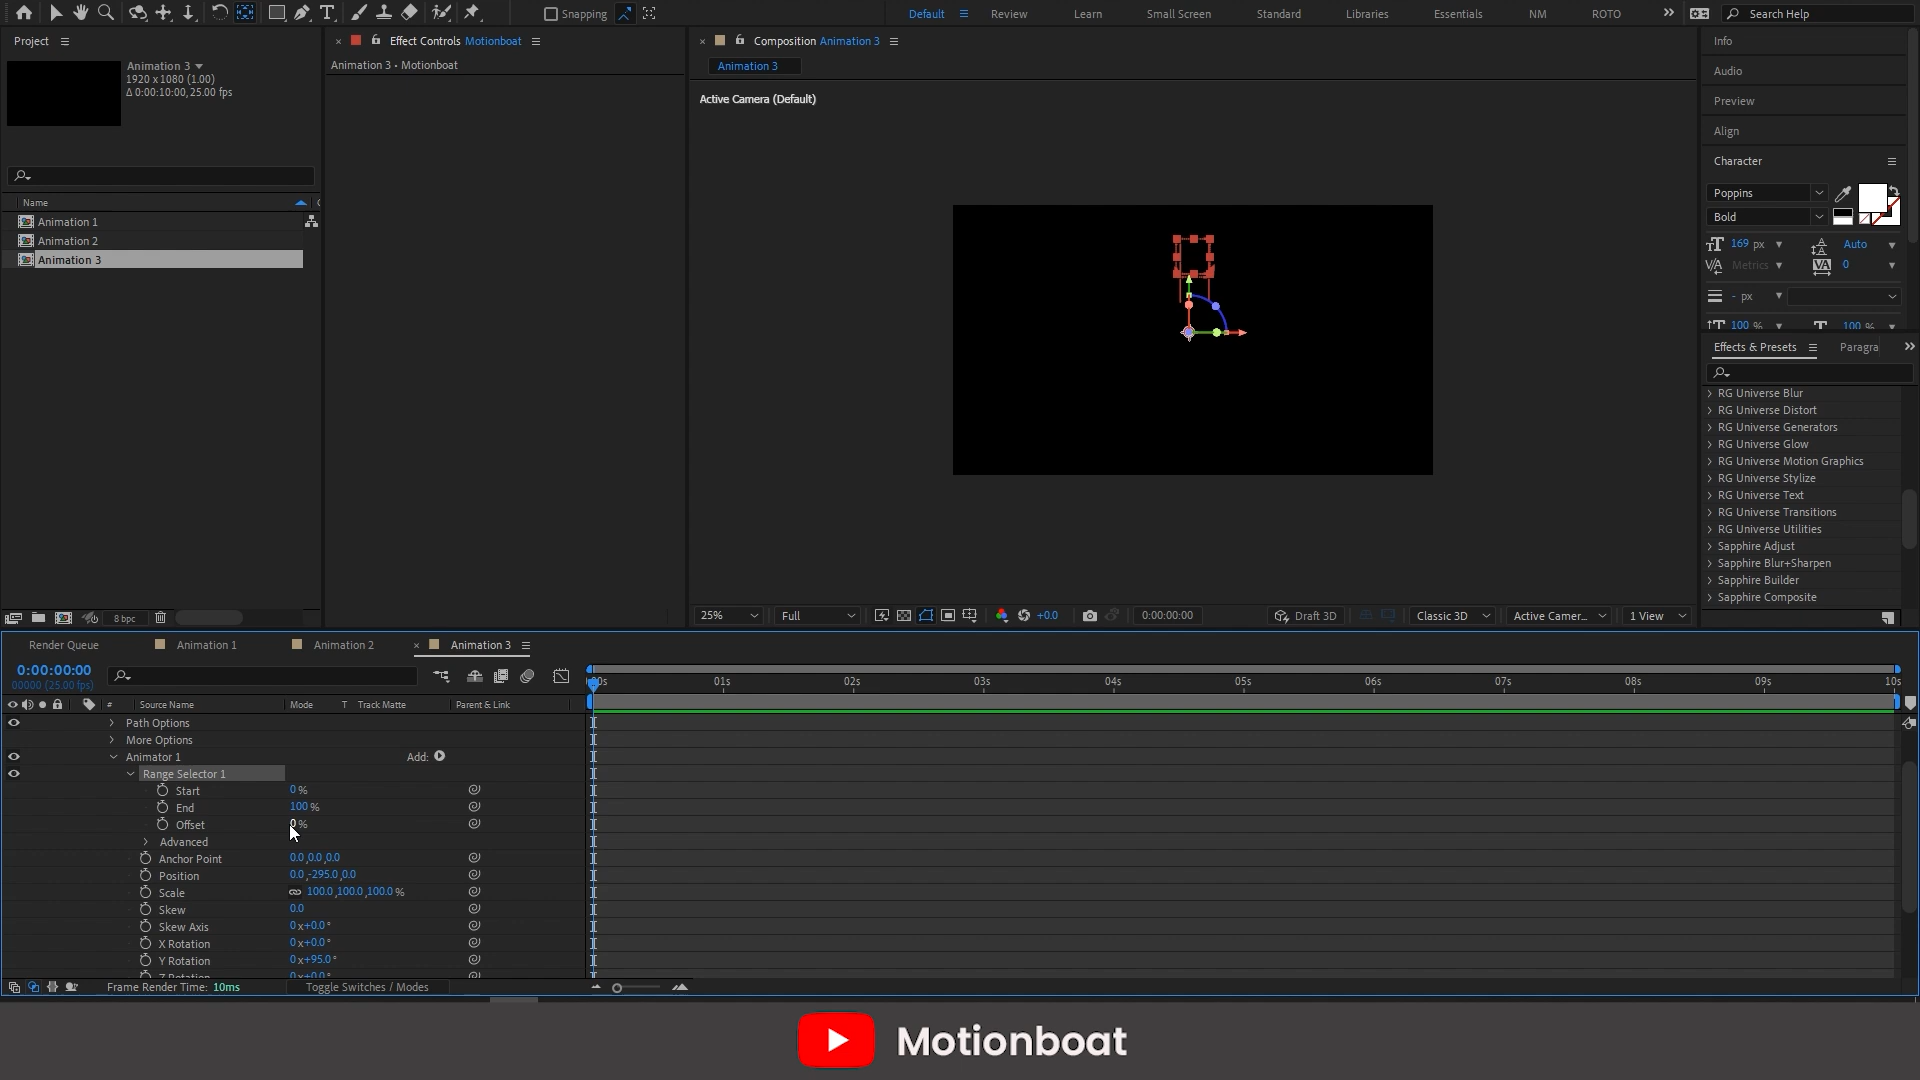 Snapping
Default
Review
Learn
Small Screen
Standard
Libraries
Essentials
NM
ROTO
Search Help
Project
Animation 3
1920 x 1080 (1.00)
Δ 0:00:10:00, 25.00 fps
Name
Animation 1
Animation 2
Animation 3
8 bpc
Effect Controls Motionboat
Animation 3 • Motionboat
Composition Animation 3
Animation 3
Active Camera (Default)
25%
Full
+0.0
0:00:00:00
Draft 3D
Classic 3D
Active Camer...
1 View
Info
Audio
Preview
Align
Character
Poppins
Bold
169 px
Auto
Metrics
0
- px
100 %
100 %
Effects & Presets
Paragra
RG Universe Blur
RG Universe Distort
RG Universe Generators
RG Universe Glow
RG Universe Motion Graphics
RG Universe Stylize
RG Universe Text
RG Universe Transitions
RG Universe Utilities
Sapphire Adjust
Sapphire Blur+Sharpen
Sapphire Builder
Sapphire Composite
Render Queue
Animation 1
Animation 2
Animation 3
0:00:00:00
00000 (25.00 fps)
# Source Name Mode T Track Matte Parent & Link
00s 01s 02s 03s 04s 05s 06s 07s 08s 09s 10s
Path Options
More Options
Animator 1 Add:
Range Selector 1
Start 0 %
End 100 %
Offset 0 %
Advanced
Anchor Point 0.0,0.0,0.0
Position 0.0,-295.0,0.0
Scale 100.0,100.0,100.0 %
Skew 0.0
Skew Axis 0 x+0.0 °
X Rotation 0 x+0.0 °
Y Rotation 0 x+95.0 °
Z Rotation 0 x+0.0 °
Frame Render Time: 10ms
Toggle Switches / Modes
Motionboat